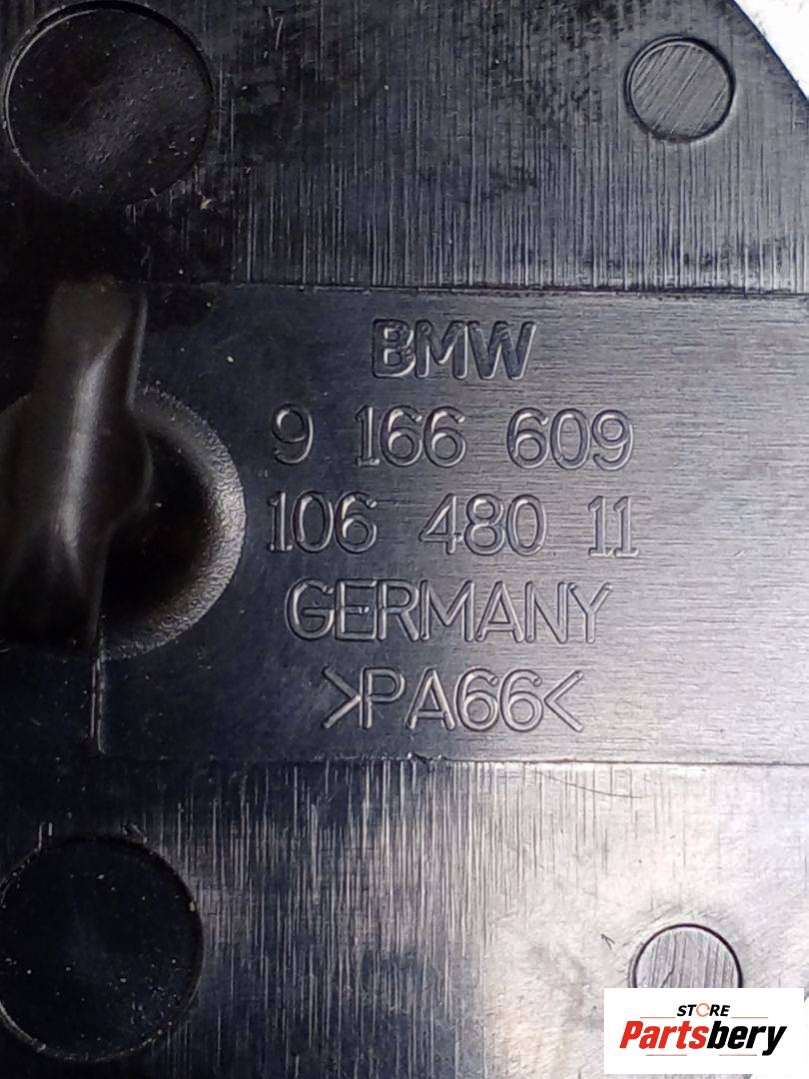 BMW
9 166 609
106 480 11
GERMANY
>PA66<
STORE
Partsbery